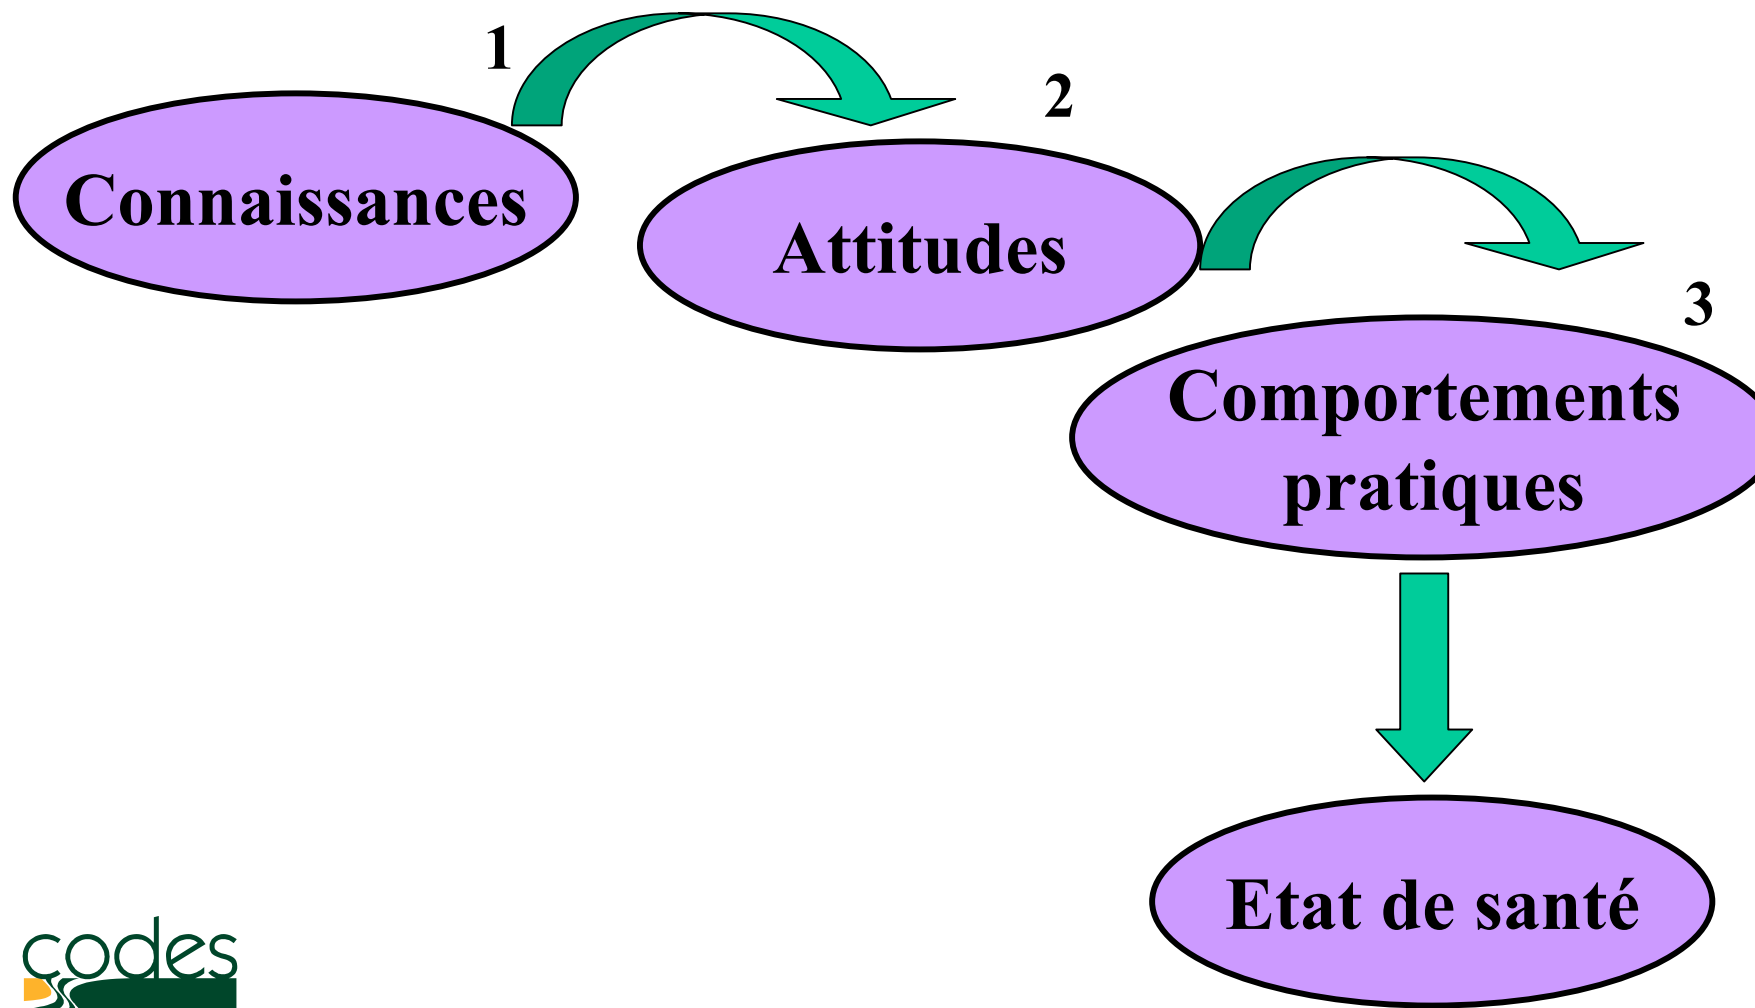 1
Connaissances
2
Attitudes
3
Comportements
pratiques
Etat de santé
codes